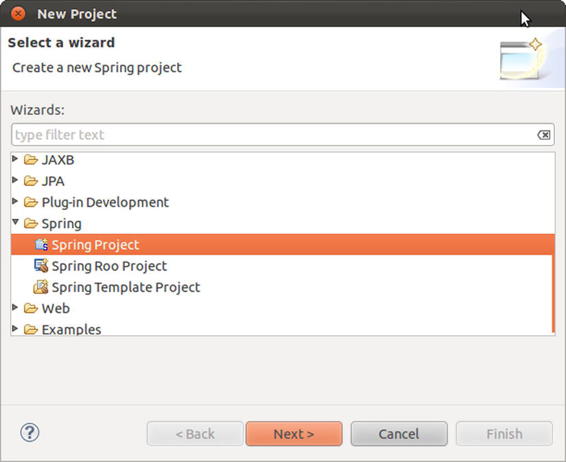 New Project
Select a wizard
Create a new Spring project
Wizards:
type filter text
JAXB
JPA
Plug-in Development
Spring
Spring Project
Spring Roo Project
Spring Template Project
Web
Examples
? < Back Next > Cancel Finish